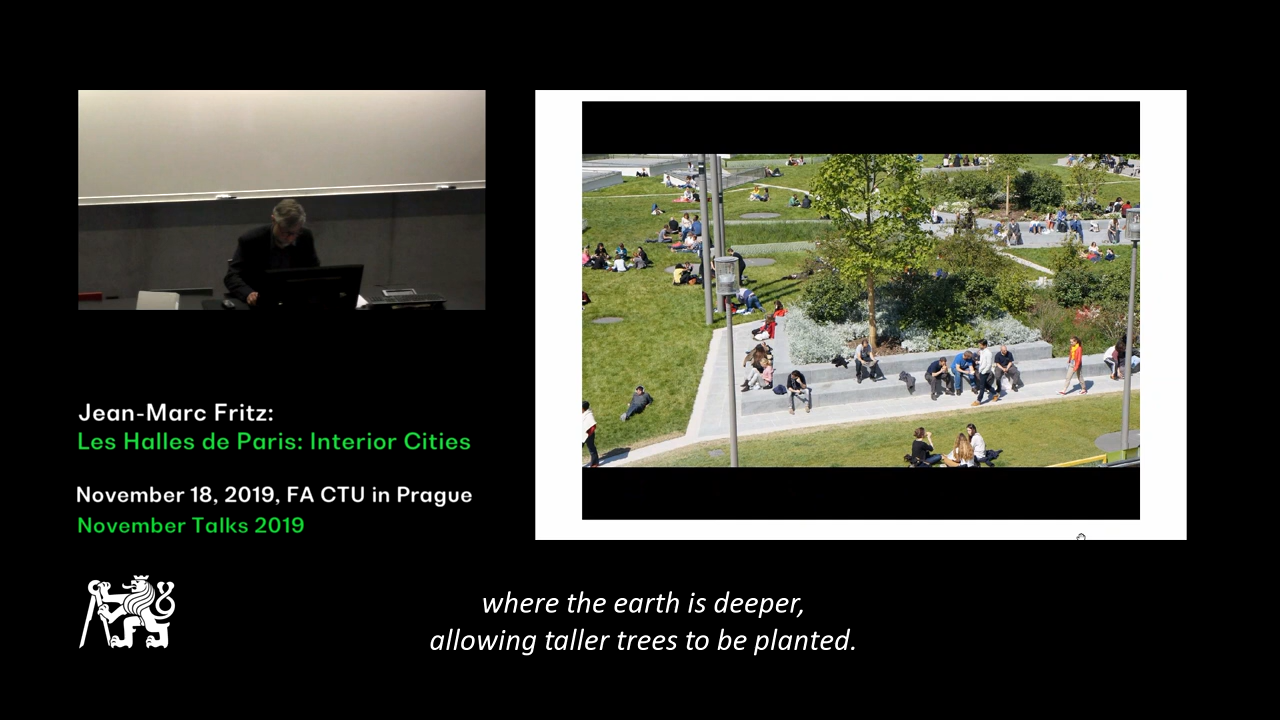 Jean-Marc Fritz:
Les Halles de Paris: Interior Cities
November 18, 2019, FA CTU in Prague
November Talks 2019
where the earth is deeper,
allowing taller trees to be planted.